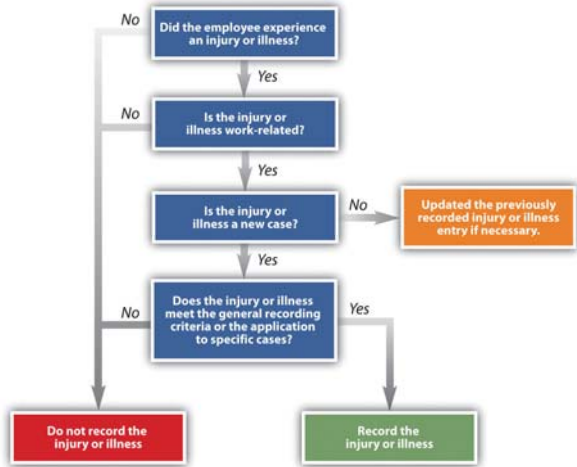 No
Did the employee experience
an injury or illness?
Yes
No
Is the injury or
illness work-related?
Yes
Is the injury or
illness a new case?
No
Updated the previously
recorded injury or illness
entry if necessary.
Yes
No
Does the injury or illness
meet the general recording
criteria or the application
to specific cases?
Yes
Do not record the
injury or illness
Record the
injury or illness